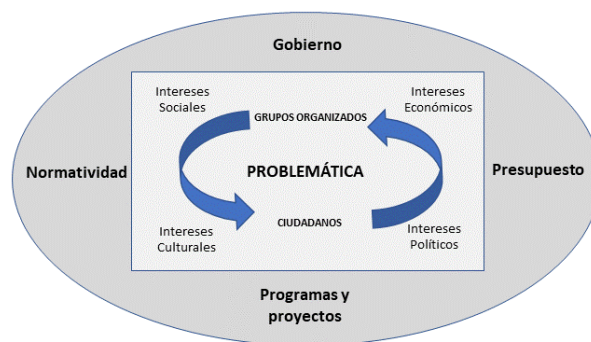 Gobierno
Intereses
Sociales
Intereses
Económicos
GRUPOS ORGANIZADOS
Normatividad
PROBLEMÁTICA
Presupuesto
CIUDADANOS
Intereses
Culturales
Intereses
Políticos
Programas y
proyectos